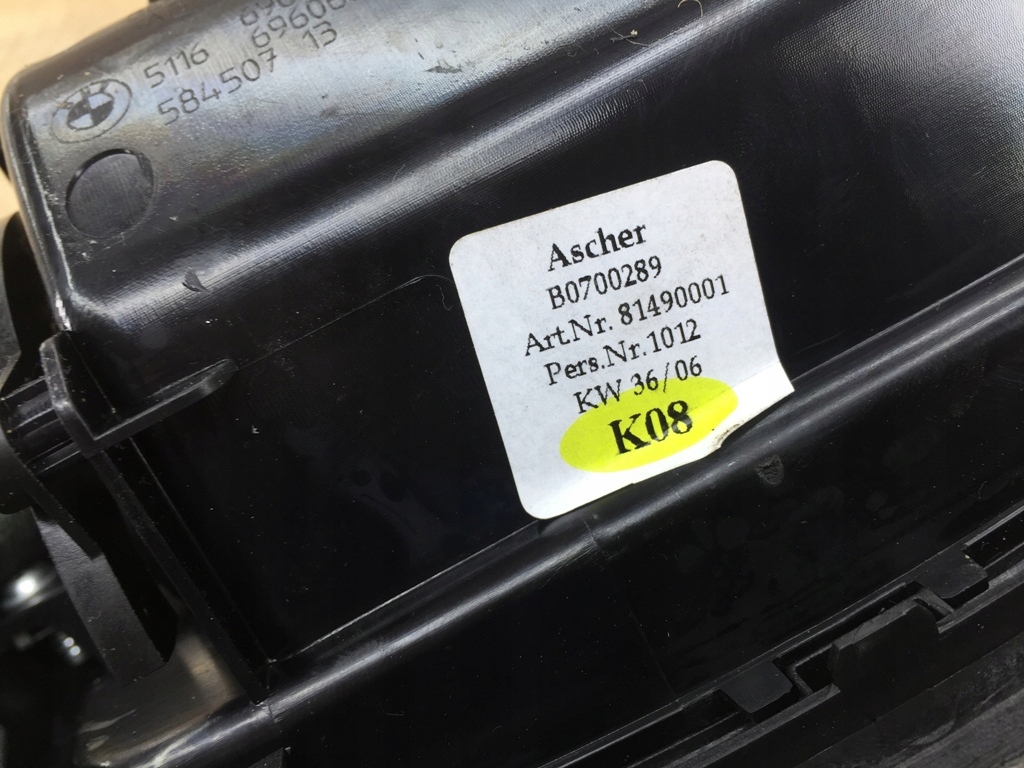 5116
584507 13
Ascher
B0700289
Art.Nr. 81490001
Pers.Nr.1012
KW 36/06
K08